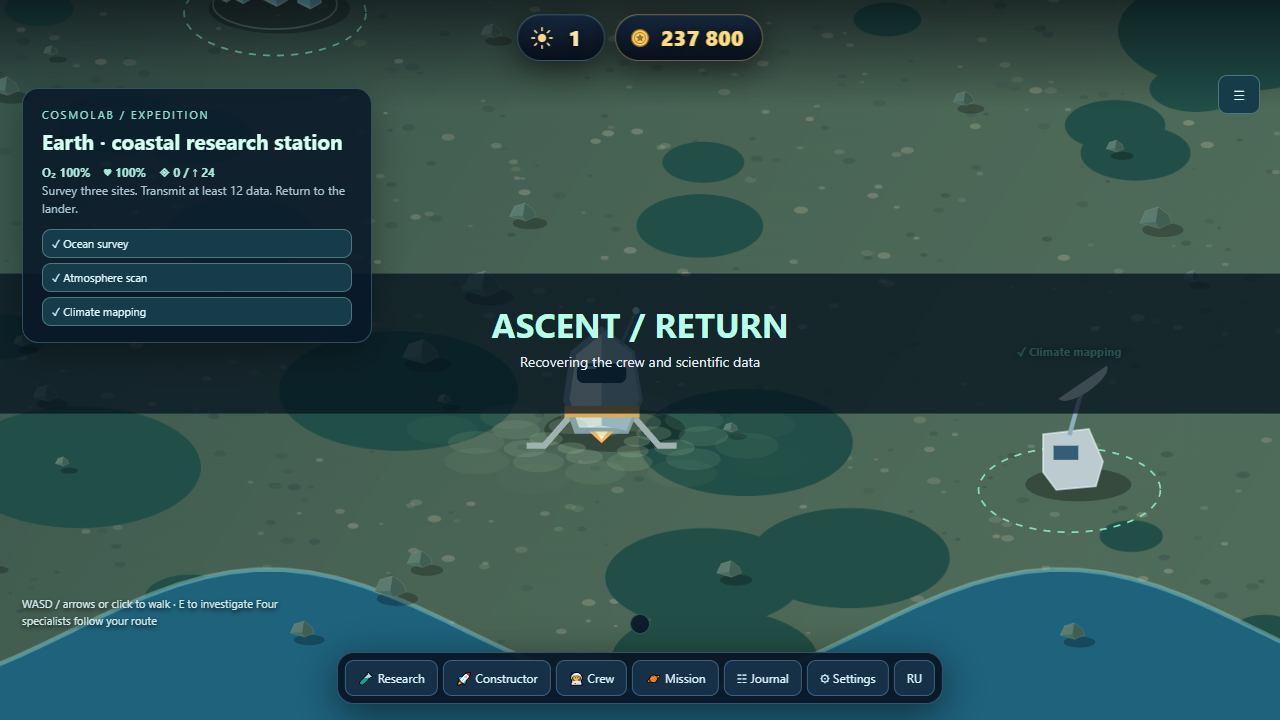 1
237 800
☰
COSMOLAB / EXPEDITION
Earth · coastal research station
O₂ 100% ♥ 100% ⎆ 0 / ↑ 24
Survey three sites. Transmit at least 12 data. Return to the
lander.
✓ Ocean survey
✓ Atmosphere scan
✓ Climate mapping
ASCENT / RETURN
Recovering the crew and scientific data
✓ Climate mapping
WASD / arrows or click to walk · E to investigate Four
specialists follow your route
Research
Constructor
Crew
Mission
Journal
Settings
RU